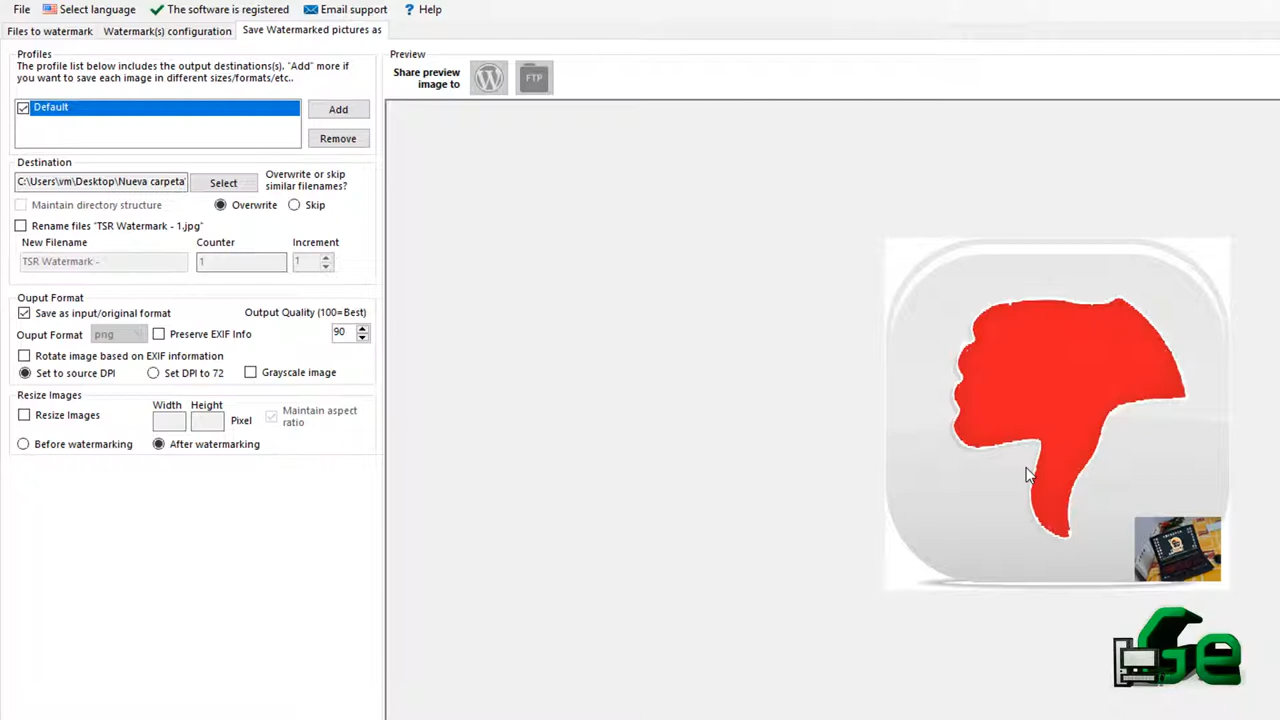 File Select language The software is registered Email support ? Help
Files to watermark Watermark(s) configuration Save Watermarked pictures as
Profiles
The profile list below includes the output destinations(s). "Add" more if
you want to save each image in different sizes/formats/etc..
Default
Add
Remove
Destination
C:\Users\vm\Desktop\Nueva carpeta
Select
Overwrite or skip
similar filenames?
Maintain directory structure
Overwrite Skip
Rename files "TSR Watermark - 1.jpg"
New Filename Counter Increment
TSR Watermark - 1 1
Ouput Format
Save as input/original format Output Quality (100=Best)
Ouput Format png Preserve EXIF Info 90
Rotate image based on EXIF information
Set to source DPI Set DPI to 72 Grayscale image
Resize Images
Resize Images
Width Height
Pixel
Maintain aspect
ratio
Before watermarking After watermarking
Preview
Share preview
image to
W FTP
Ge